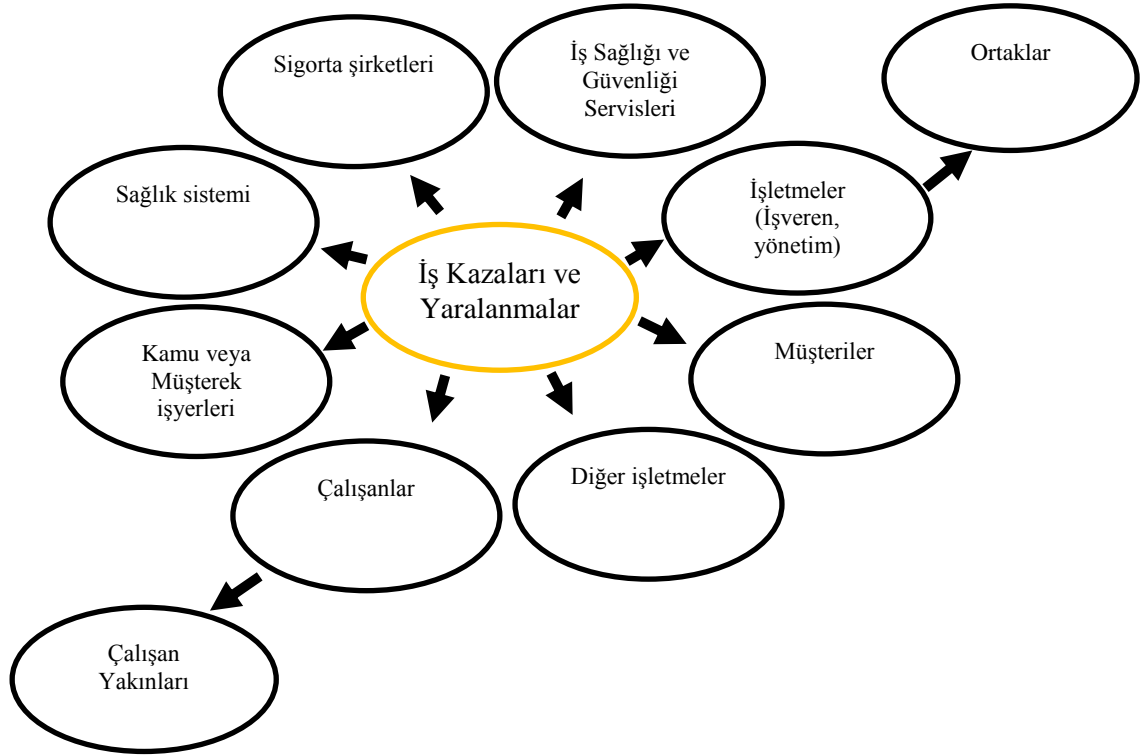 Sigorta şirketleri
İş Sağlığı ve
Güvenliği
Servisleri
Ortaklar
Sağlık sistemi
İşletmeler
(İşveren,
yönetim)
İş Kazaları ve
Yaralanmalar
Kamu veya
Müşterek
işyerleri
Müşteriler
Çalışanlar
Diğer işletmeler
Çalışan
Yakınları